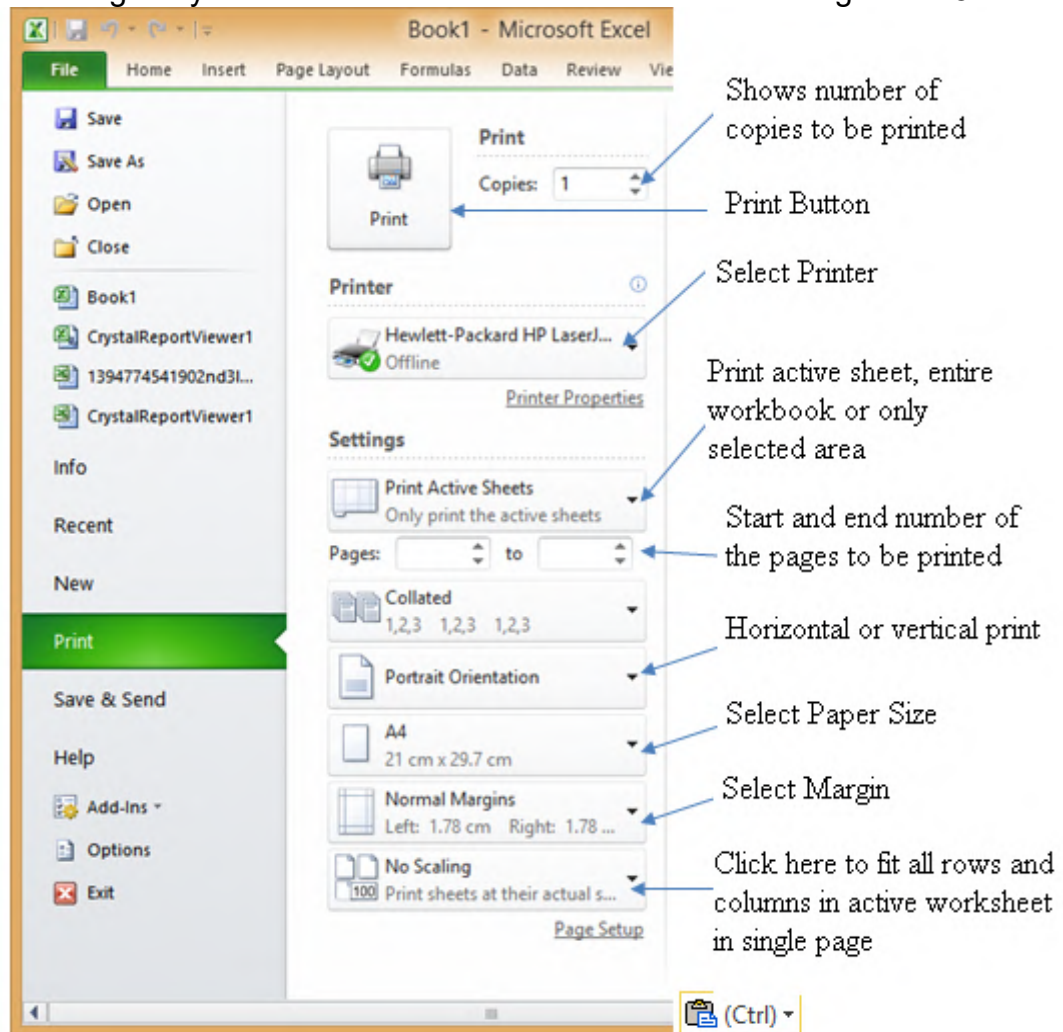 Book1 - Microsoft Excel
File Home Insert Page Layout Formulas Data Review Vie
Save
Save As
Open
Close
Book1
CrystalReportViewer1
1394774541902nd3l...
CrystalReportViewer1
Info
Recent
New
Print
Save & Send
Help
Add-Ins
Options
Exit
Print
Print
Copies: 1
Printer
Hewlett-Packard HP LaserJ...
Offline
Printer Properties
Settings
Print Active Sheets
Only print the active sheets
Pages: to
Collated
1,2,3 1,2,3 1,2,3
Portrait Orientation
A4
21 cm x 29.7 cm
Normal Margins
Left: 1.78 cm Right: 1.78 ...
No Scaling
100 Print sheets at their actual s...
Page Setup
Shows number of
copies to be printed
Print Button
Select Printer
Print active sheet, entire
workbook or only
selected area
Start and end number of
the pages to be printed
Horizontal or vertical print
Select Paper Size
Select Margin
Click here to fit all rows and
columns in active worksheet
in single page
(Ctrl)